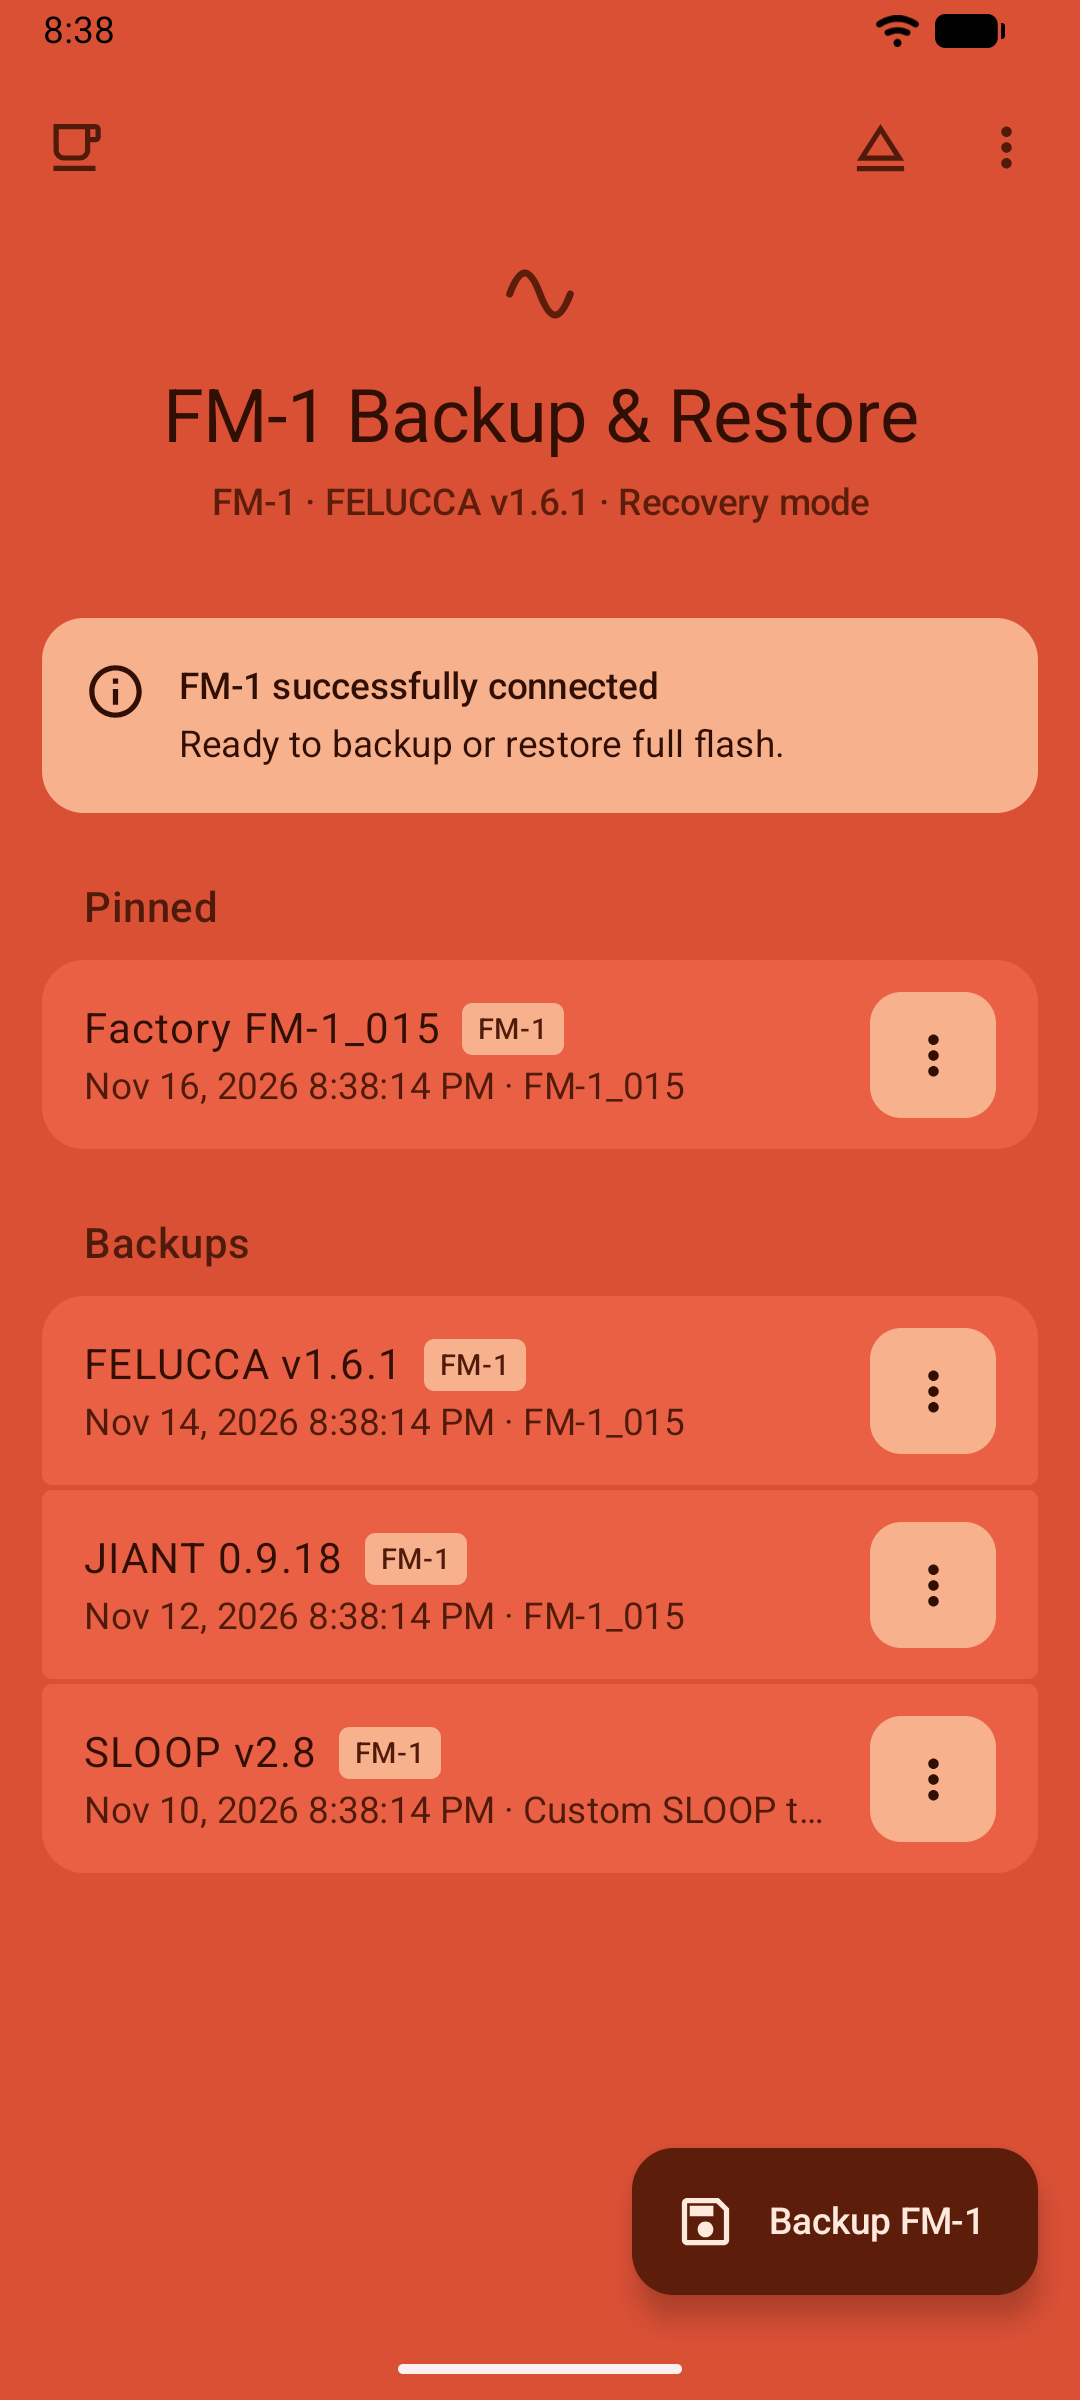 8:38
FM-1 Backup & Restore
FM-1 · FELUCCA v1.6.1 · Recovery mode
FM-1 successfully connected
Ready to backup or restore full flash.
Pinned
Factory FM-1_015 FM-1
Nov 16, 2026 8:38:14 PM · FM-1_015
Backups
FELUCCA v1.6.1 FM-1
Nov 14, 2026 8:38:14 PM · FM-1_015
JIANT 0.9.18 FM-1
Nov 12, 2026 8:38:14 PM · FM-1_015
SLOOP v2.8 FM-1
Nov 10, 2026 8:38:14 PM · Custom SLOOP t…
Backup FM-1